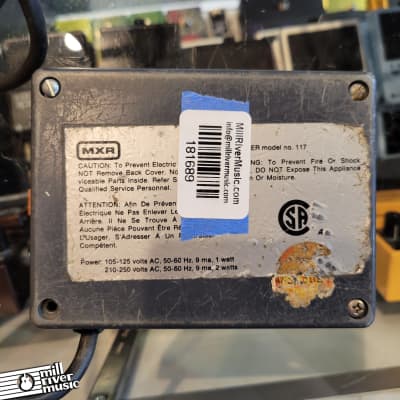 MXR
ER model no. 117
CAUTION: To Prevent Electric
NG: To Prevent Fire Or Shock
NOT Remove Back Cover. No
DO NOT Expose This Appliance
viceable Parts Inside. Refer S
n Or Moisture.
Qualified Service Personnel.
ATTENTION: Afin De Préven
Électrique Ne Pas Enlever Le
Arriere. Il Ne Se Trouve À
Aucune Pièce Pouvant Être Ré
L'Usager. S'Adresser À Un
Compétent.
Power: 105-125 volts AC, 50-60 Hz, 9 ma, 1 watt
210-250 volts AC, 50-60 Hz, 9 ma, 2 watts
MillRiverMusic.com
info@millrivermusic.com
181689
SA
mill
river
music